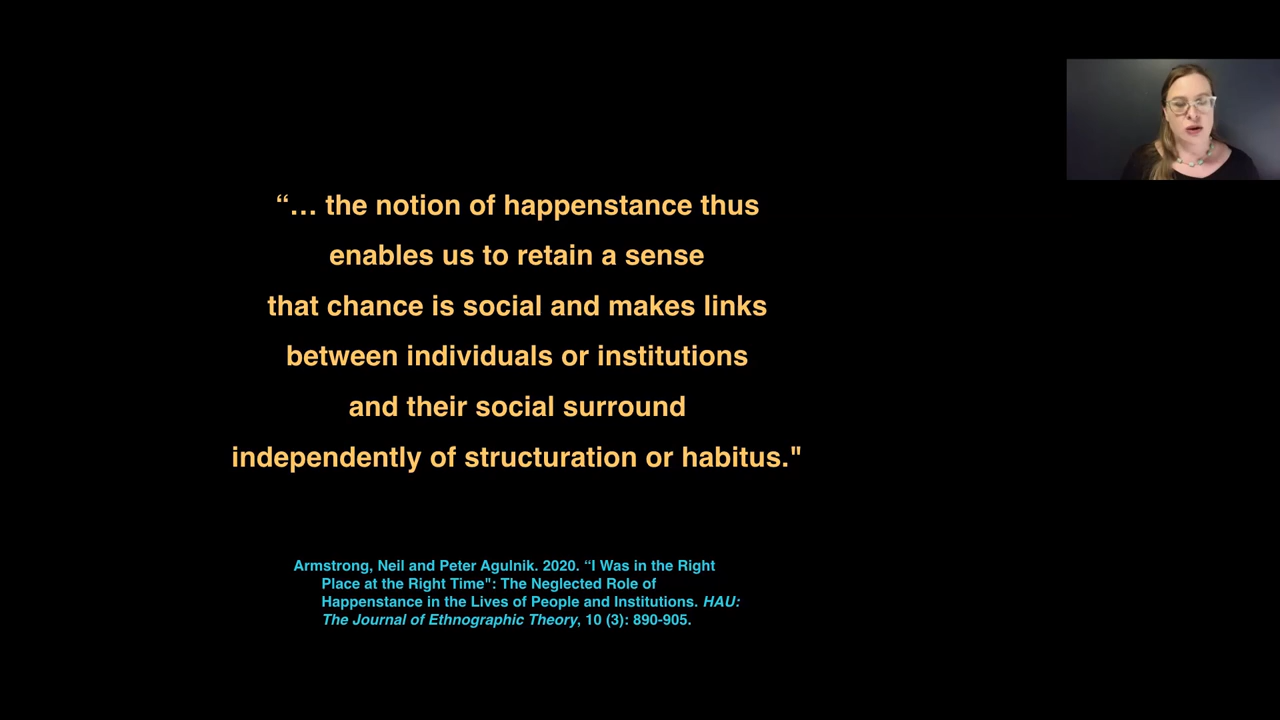 “… the notion of happenstance thus
enables us to retain a sense
that chance is social and makes links
between individuals or institutions
and their social surround
independently of structuration or habitus."
Armstrong, Neil and Peter Agulnik. 2020. “I Was in the Right
Place at the Right Time": The Neglected Role of
Happenstance in the Lives of People and Institutions. HAU:
The Journal of Ethnographic Theory, 10 (3): 890-905.